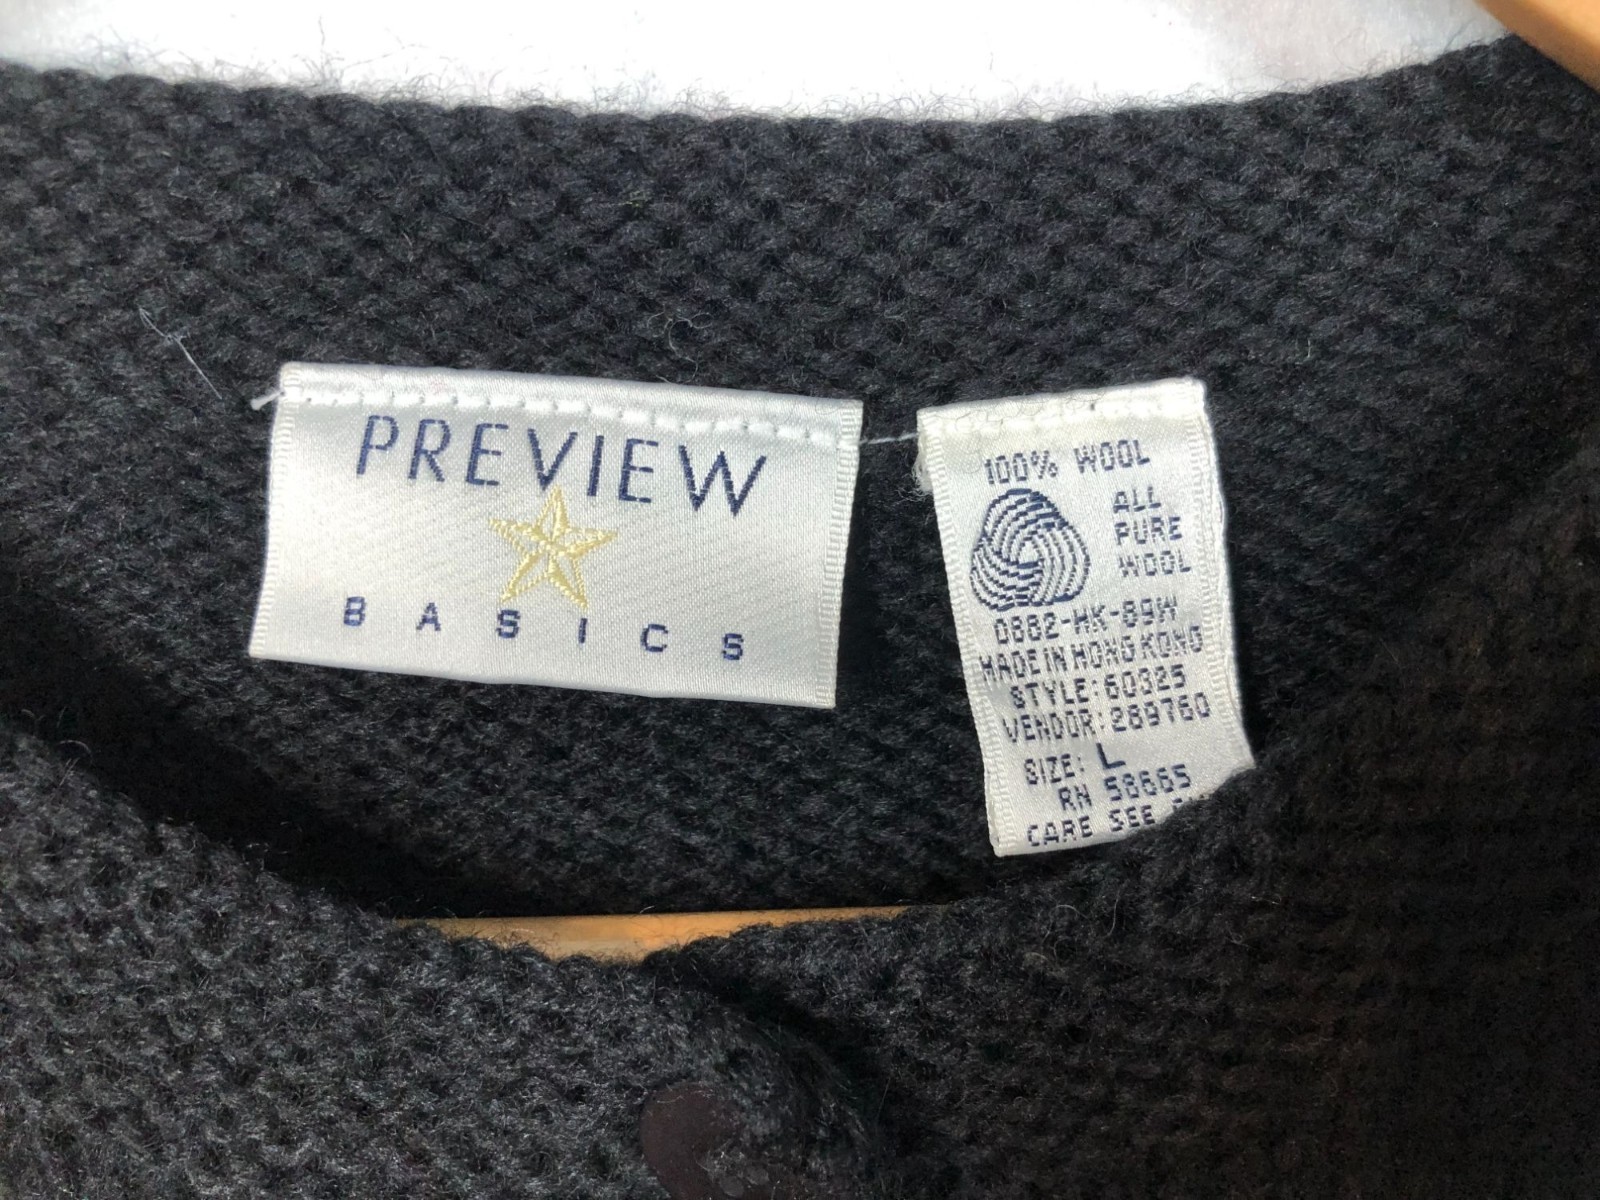 PREVIEW
BASICS
100% WOOL
ALL
PURE
WOOL
0882-HK-89W
MADE IN HONG KONG
STYLE: 60325
VENDOR: 289760
SIZE: L
RN 58665
CARE SEE